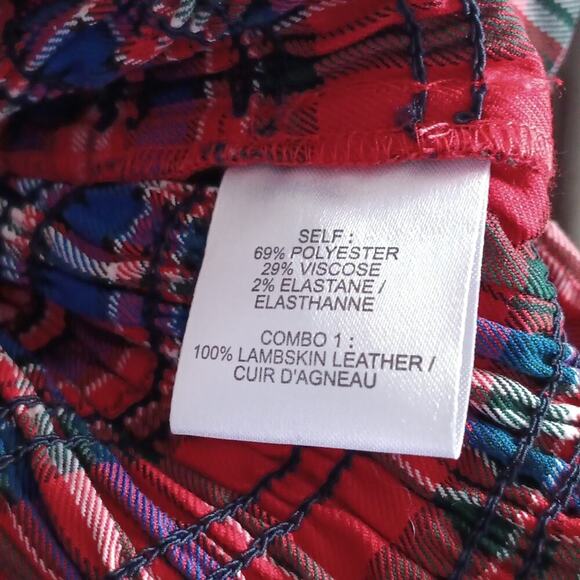 SELF :
69% POLYESTER
29% VISCOSE
2% ELASTANE /
ELASTHANNE
COMBO 1 :
100% LAMBSKIN LEATHER /
CUIR D'AGNEAU